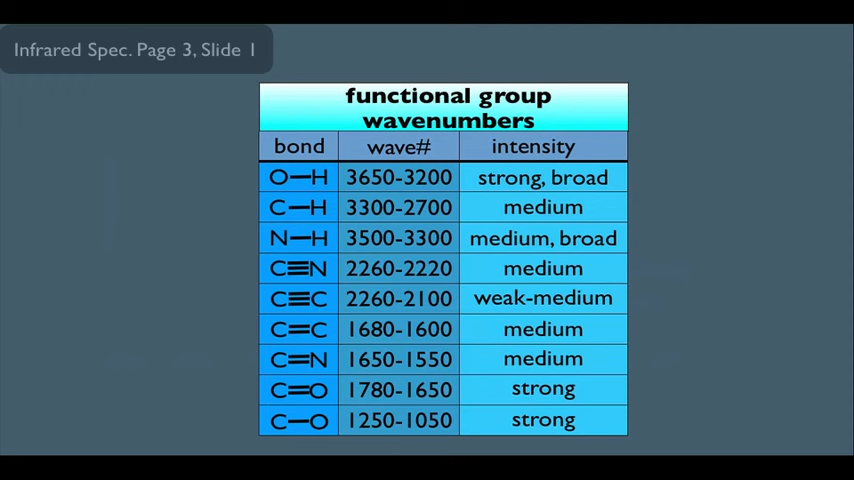 Infrared Spec. Page 3, Slide 1
functional group
wavenumbers
bond wave# intensity
O—H 3650-3200 strong, broad
C—H 3300-2700 medium
N—H 3500-3300 medium, broad
C≡N 2260-2220 medium
C≡C 2260-2100 weak-medium
C=C 1680-1600 medium
C=N 1650-1550 medium
C=O 1780-1650 strong
C—O 1250-1050 strong